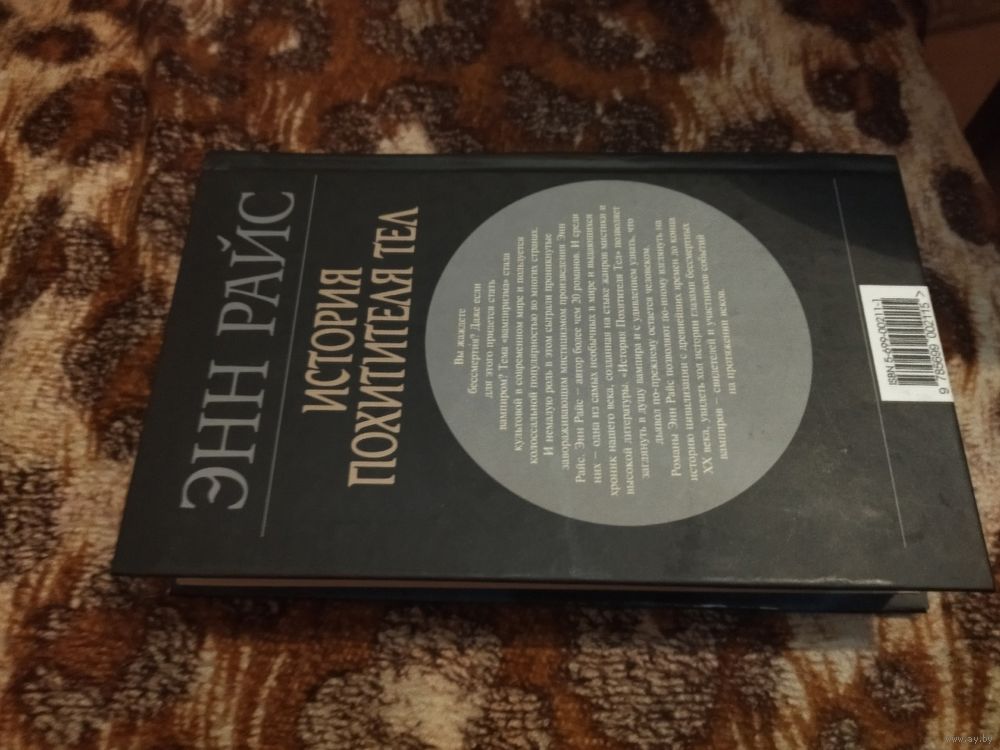 ЭНН РАЙС
ИСТОРИЯ
ПОХИТИТЕЛЯ ТЕЛ
Вы жаждете
бессмертия? Даже если
для этого придется стать
вампиром? Тема «вампиризма» стала
культовой в современном мире и пользуется
колоссальной популярностью во многих странах.
И немалую роль в этом сыграли проникнутые
завораживающим мистицизмом произведения Энн
Райс. Энн Райс – автор более чем 20 романов. И среди
них – одна из самых необычных в мире и выдающихся
хроник нашего века, созданная на стыке жанров мистики и
высокой литературы. «История Похитителя Тел» позволяет
заглянуть в душу вампира и с удивлением узнать, что
дьявол по-прежнему остается человеком.
Романы Энн Райс позволяют по-иному взглянуть на
историю цивилизации с древнейших времен до конца
XX века, увидеть ход истории глазами бессмертных
вампиров – свидетелей и участников событий
на протяжении веков.
ISBN 5-699-00211-1
9 785699 002115 >
www.ay.by